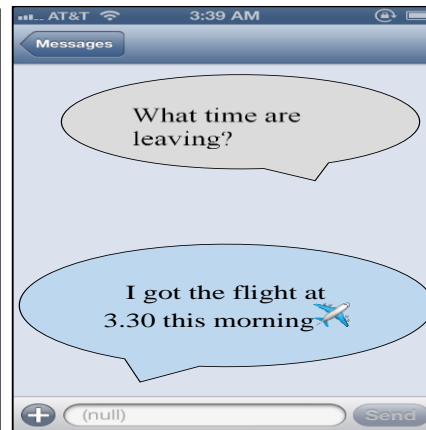 AT&T 3:39 AM
Messages
What time are
leaving?
I got the flight at
3.30 this morning✈️
(null)
Send